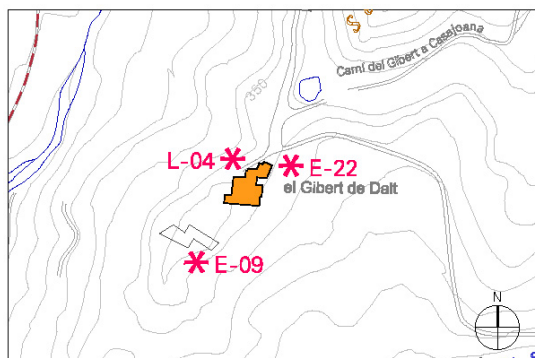 Camí del Gibert a Casajoana
350
L-04
E-22
el Gibert de Dalt
E-09
N